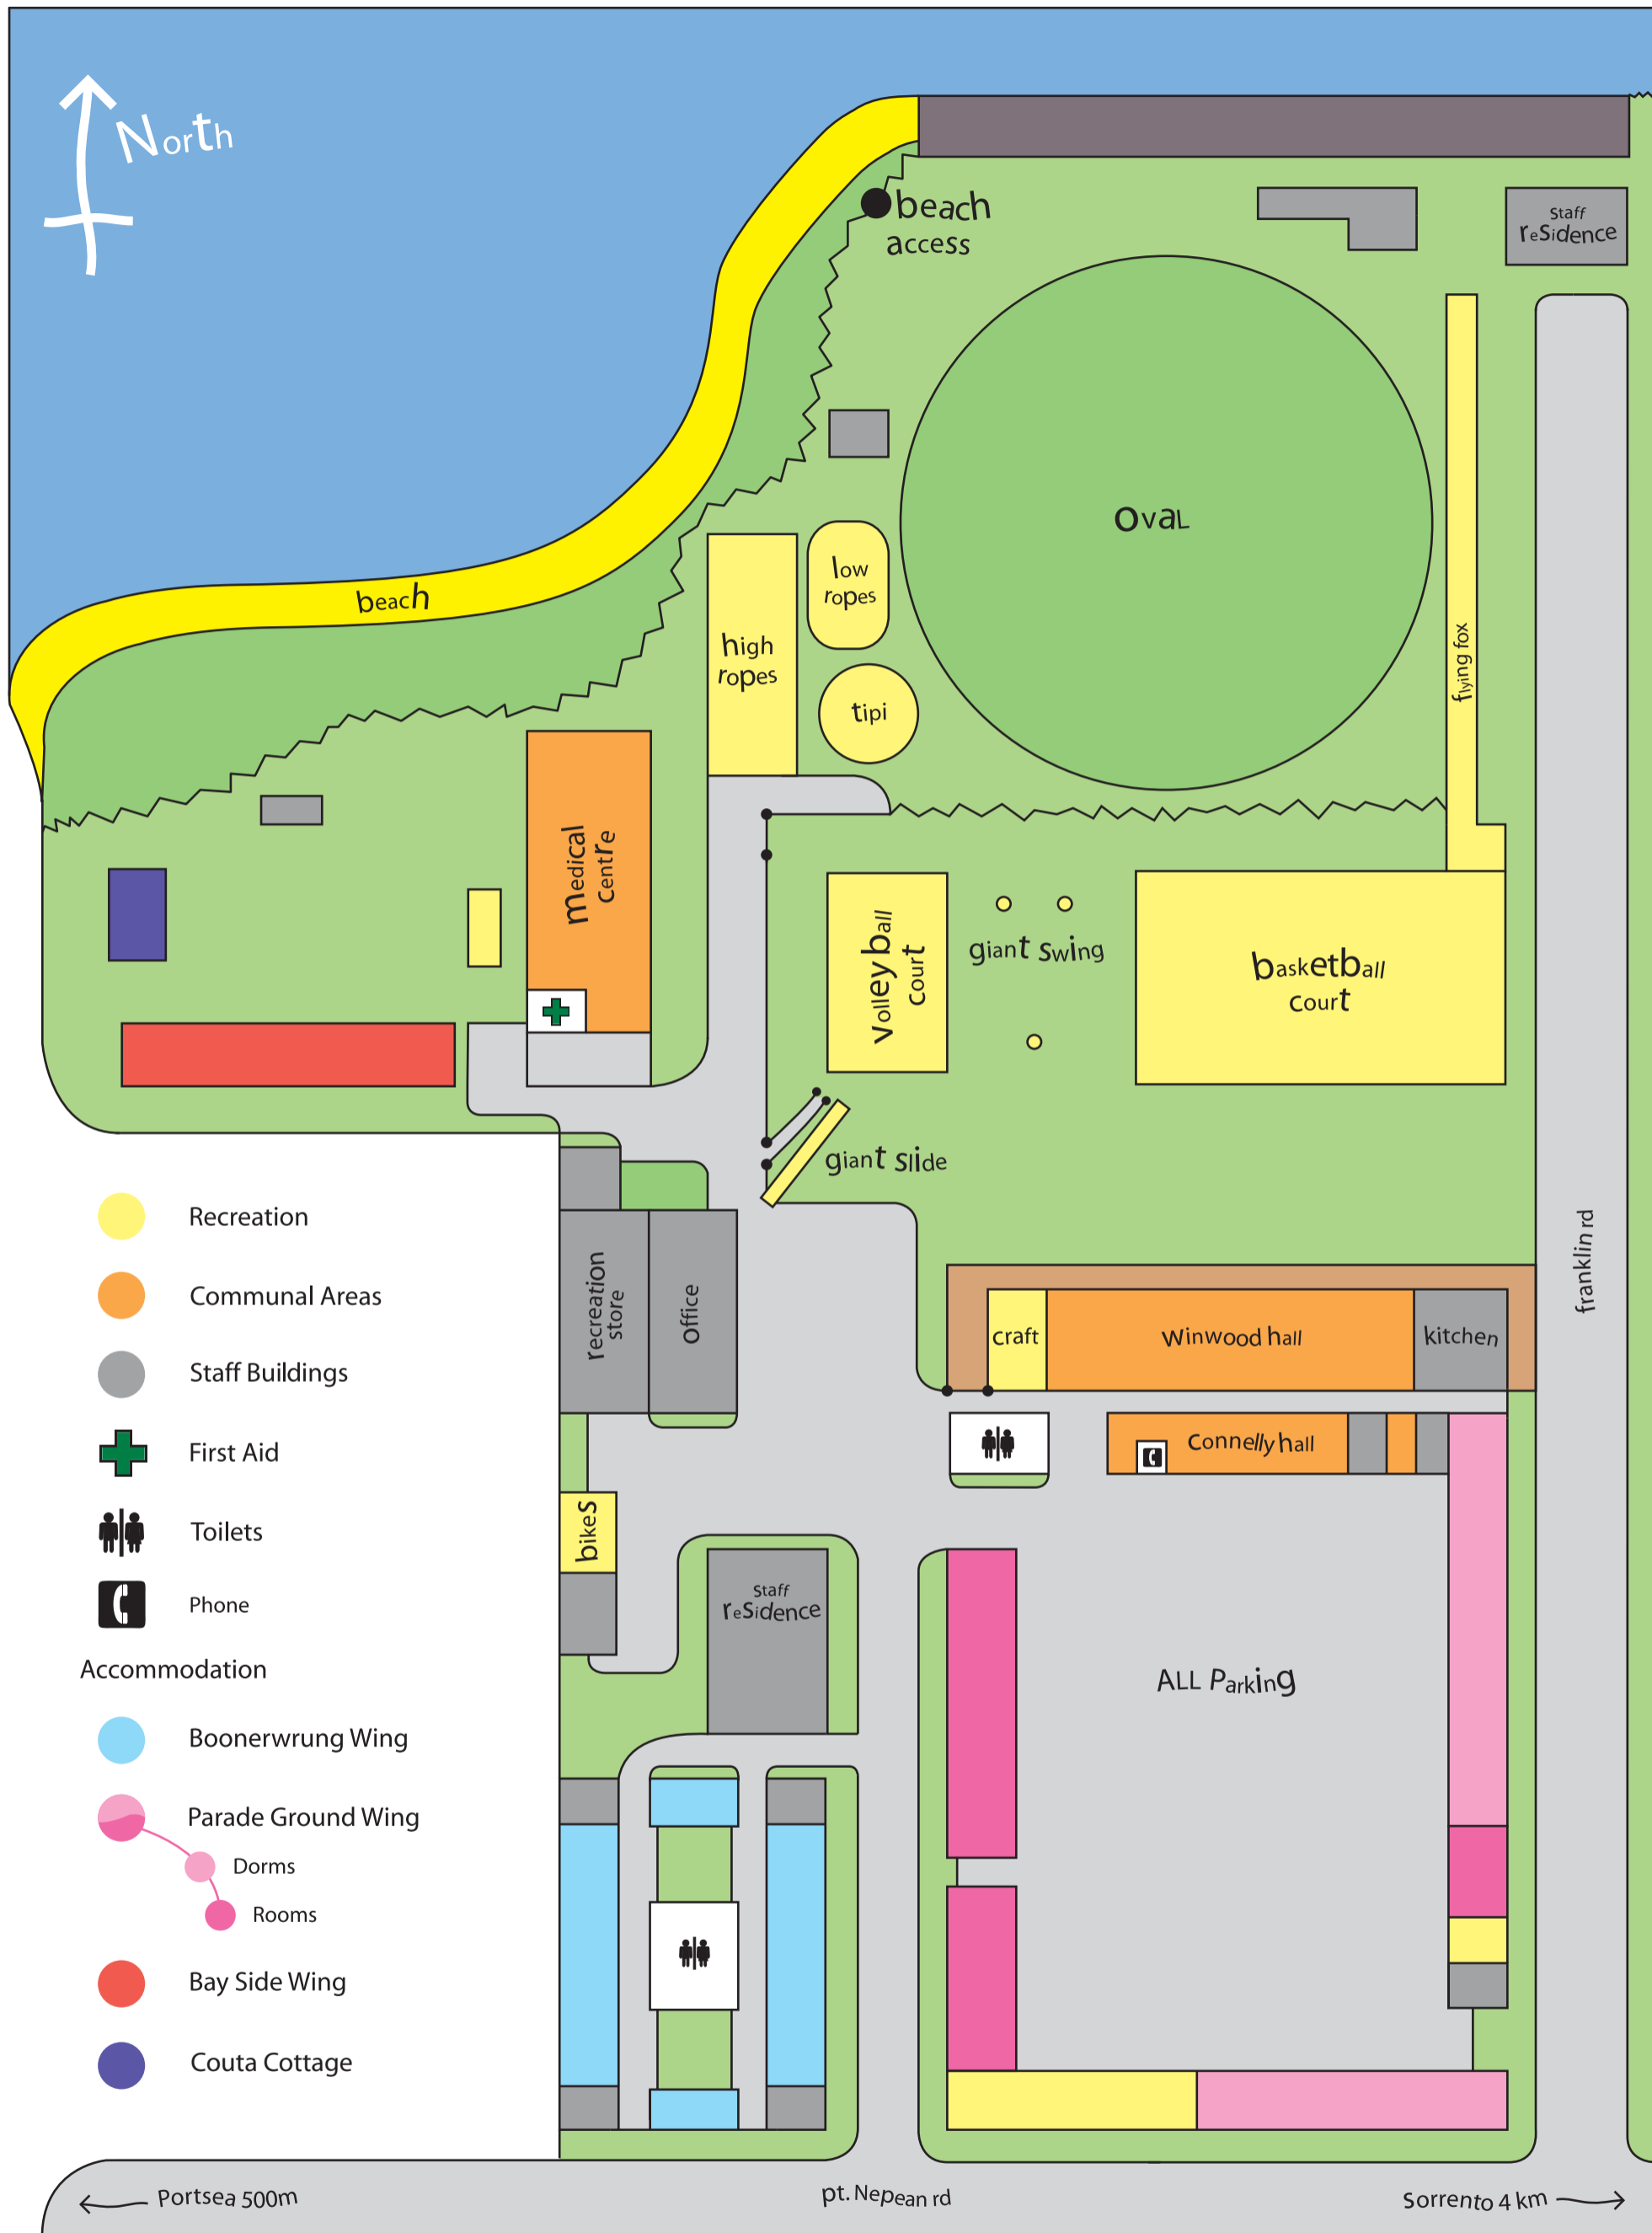 North
beach
access
Staff
residence
oval
low
ropes
beach
high
ropes
flying fox
tipi
medical
centre
volleyball
court
giant swing
basketball
court
giant slide
Recreation
Communal Areas
Staff Buildings
First Aid
Toilets
Phone
Accommodation
Boonerwrung Wing
Parade Ground Wing
Dorms
Rooms
Bay Side Wing
Couta Cottage
recreation
store
office
franklin rd
craft
winwood hall
kitchen
Connelly hall
bikes
Staff
residence
ALL Parking
Portsea 500m
pt. Nepean rd
Sorrento 4 km